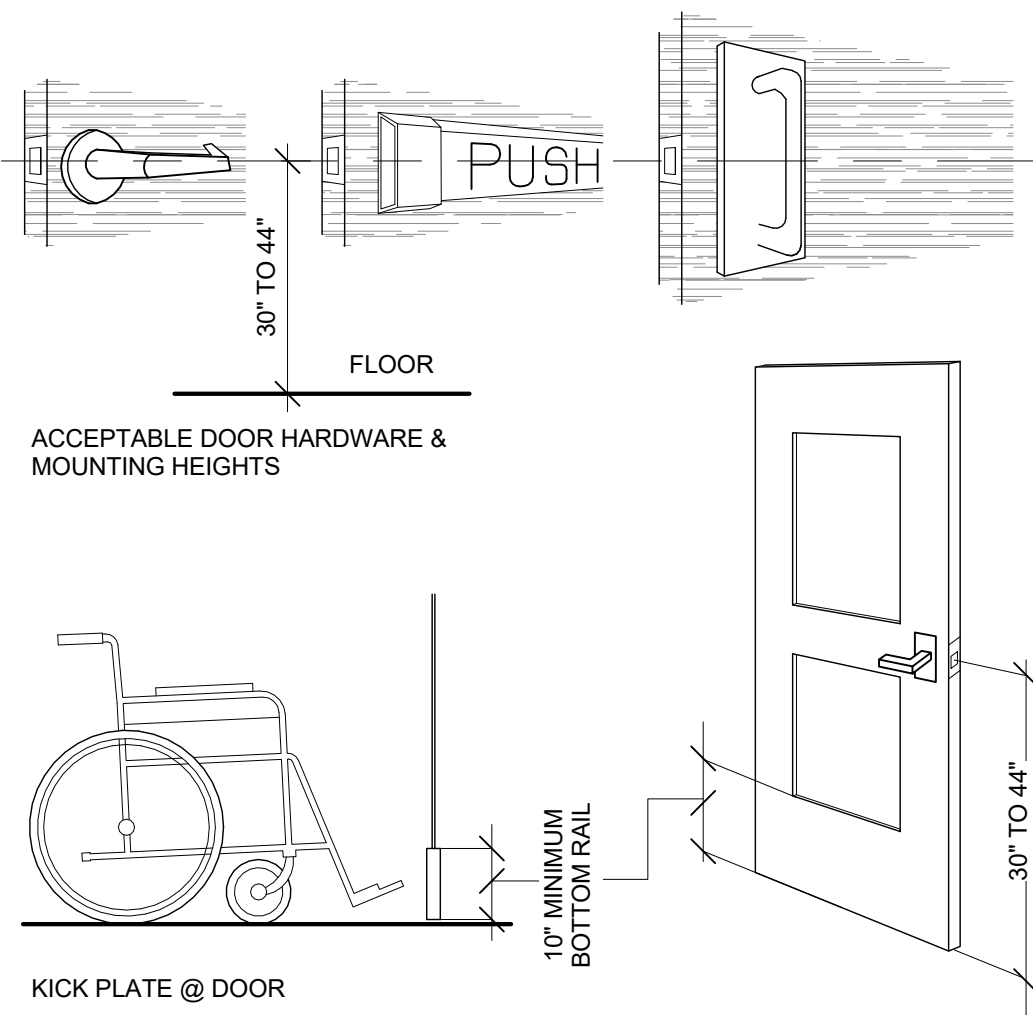 PUSH
30" TO 44"
FLOOR
ACCEPTABLE DOOR HARDWARE &
MOUNTING HEIGHTS
10" MINIMUM
BOTTOM RAIL
30" TO 44"
KICK PLATE @ DOOR